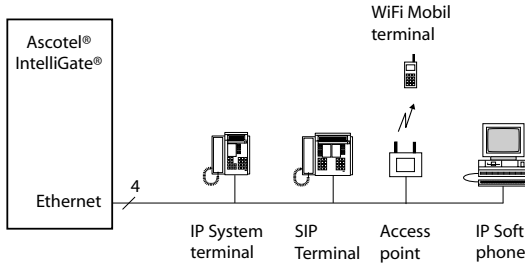 WiFi Mobil
terminal
Ascotel®
IntelliGate®
Ethernet
4
IP System
terminal
SIP
Terminal
Access
point
IP Soft
phone